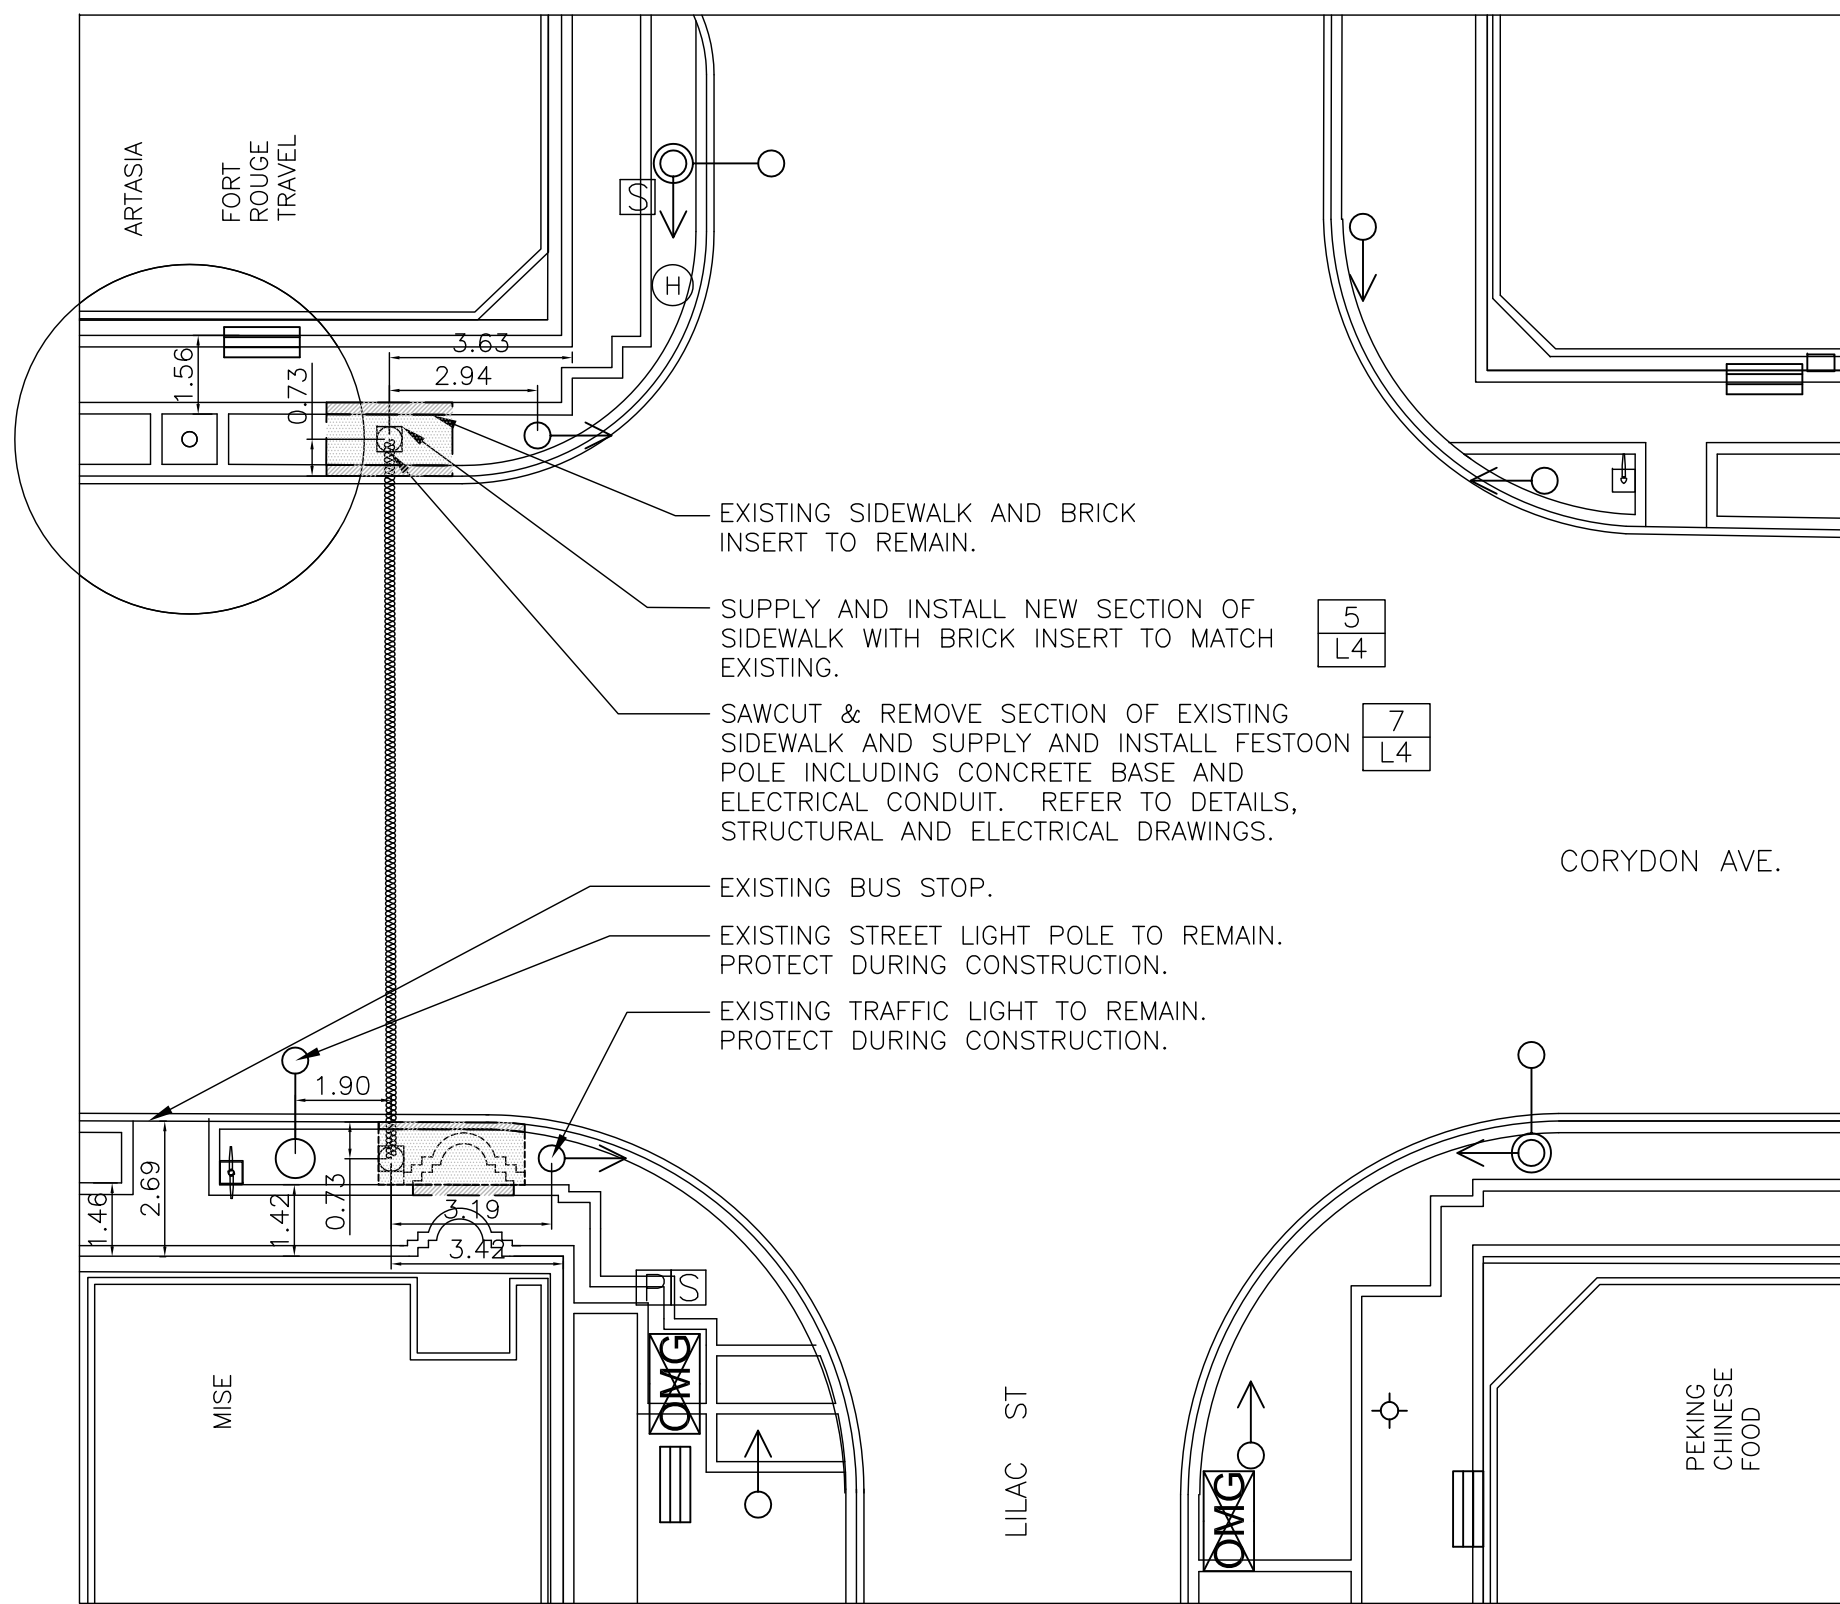 ARTASIA
FORT
ROUGE
TRAVEL
S
H
3.63
2.94
1.56
0.73
EXISTING SIDEWALK AND BRICK
INSERT TO REMAIN.
SUPPLY AND INSTALL NEW SECTION OF
SIDEWALK WITH BRICK INSERT TO MATCH
EXISTING.
5
L4
SAWCUT & REMOVE SECTION OF EXISTING
SIDEWALK AND SUPPLY AND INSTALL FESTOON
POLE INCLUDING CONCRETE BASE AND
ELECTRICAL CONDUIT. REFER TO DETAILS,
STRUCTURAL AND ELECTRICAL DRAWINGS.
7
L4
CORYDON AVE.
EXISTING BUS STOP.
EXISTING STREET LIGHT POLE TO REMAIN.
PROTECT DURING CONSTRUCTION.
EXISTING TRAFFIC LIGHT TO REMAIN.
PROTECT DURING CONSTRUCTION.
1.90
1.46
2.69
1.42
0.73
3.19
3.42
P S
OMG
MISE
LILAC ST
OMG
PEKING
CHINESE
FOOD